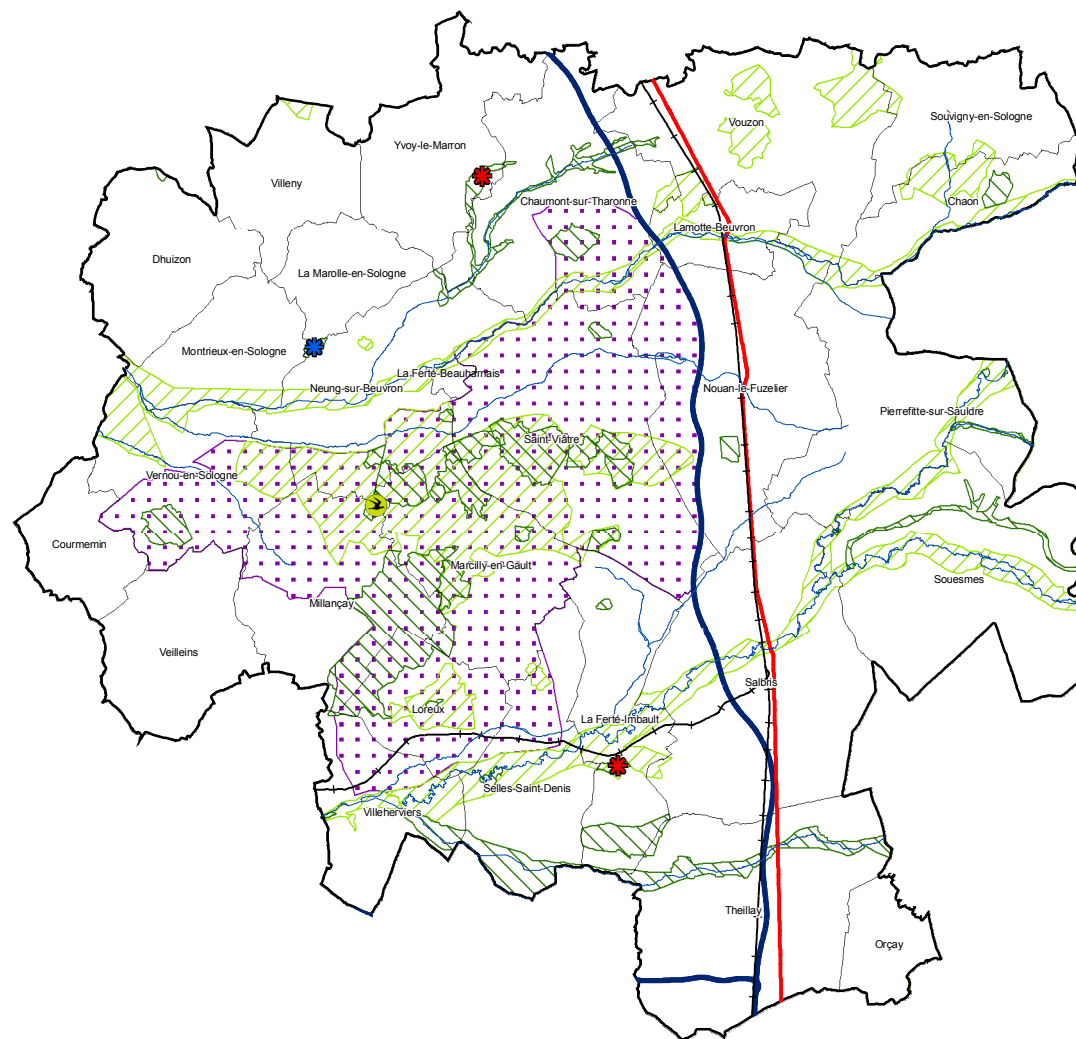 Vouzon
Souvigny-en-Sologne
Yvoy-le-Marron
Villeny
Chaumont-sur-Tharonne
Chaon
Lamotte-Beuvron
Dhuizon
La Marolle-en-Sologne
Montrieux-en-Sologne
La Ferté-Beauharnais
Neung-sur-Beuvron
Nouan-le-Fuzelier
Pierrefitte-sur-Sauldre
Saint-Viâtre
Vernou-en-Sologne
Courmemin
Marcilly-en-Gault
Souesmes
Millançay
Veilleins
Salbris
Loreux
La Ferté-Imbault
Selles-Saint-Denis
Villeherviers
Theillay
Orçay